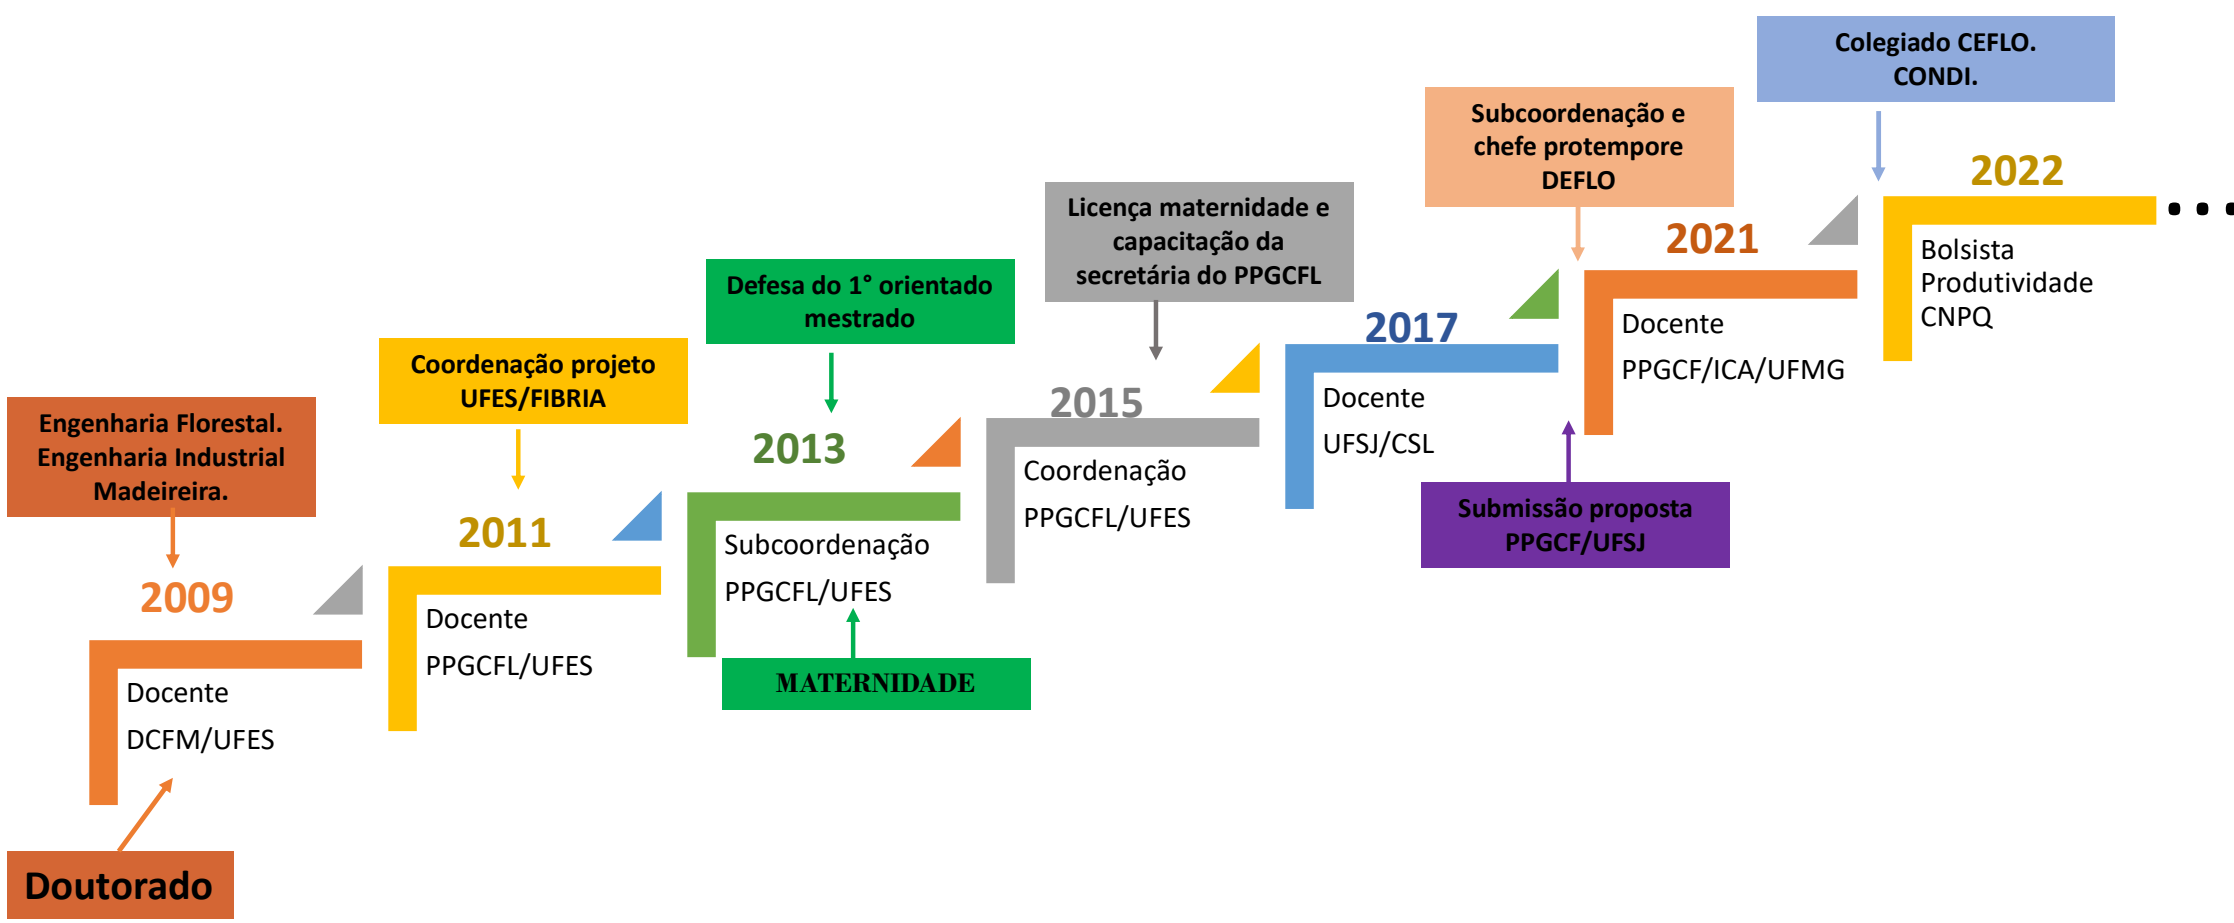 Engenharia Florestal.
Engenharia Industrial
Madeireira.
2009
Docente
DCFM/UFES
Doutorado
Coordenação projeto
UFES/FIBRIA
2011
Docente
PPGCFL/UFES
Defesa do 1° orientado
mestrado
2013
Subcoordenação
PPGCFL/UFES
MATERNIDADE
Licença maternidade e
capacitação da
secretária do PPGCFL
2015
Coordenação
PPGCFL/UFES
2017
Docente
UFSJ/CSL
Subcoordenação e
chefe protempore
DEFLO
2021
Docente
PPGCF/ICA/UFMG
Submissão proposta
PPGCF/UFSJ
Colegiado CEFLO.
CONDI.
2022
Bolsista
Produtividade
CNPQ
...